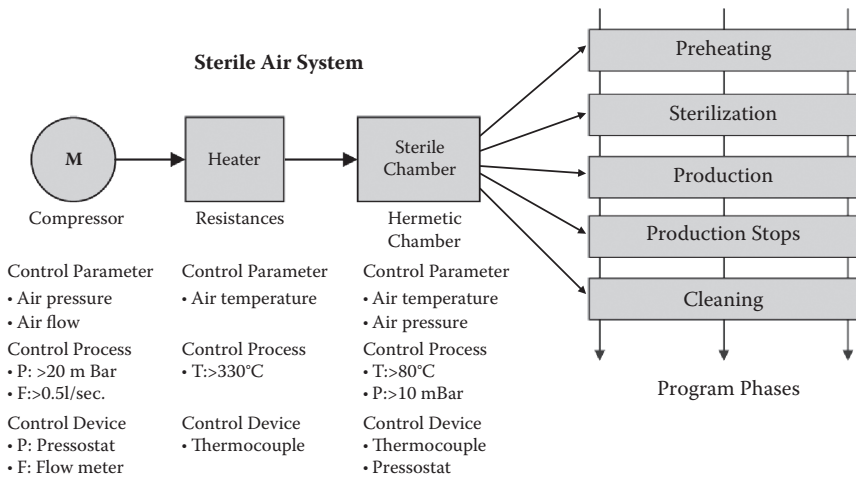 Sterile Air System
M
Compressor
Heater
Resistances
Sterile
Chamber
Hermetic
Chamber
Control Parameter
• Air pressure
• Air flow
Control Process
• P: >20 m Bar
• F:>0.5l/sec.
Control Device
• P: Pressostat
• F: Flow meter
Control Parameter
• Air temperature
Control Process
• T:>330°C
Control Device
• Thermocouple
Control Parameter
• Air temperature
• Air pressure
Control Process
• T:>80°C
• P:>10 mBar
Control Device
• Thermocouple
• Pressostat
Preheating
Sterilization
Production
Production Stops
Cleaning
Program Phases